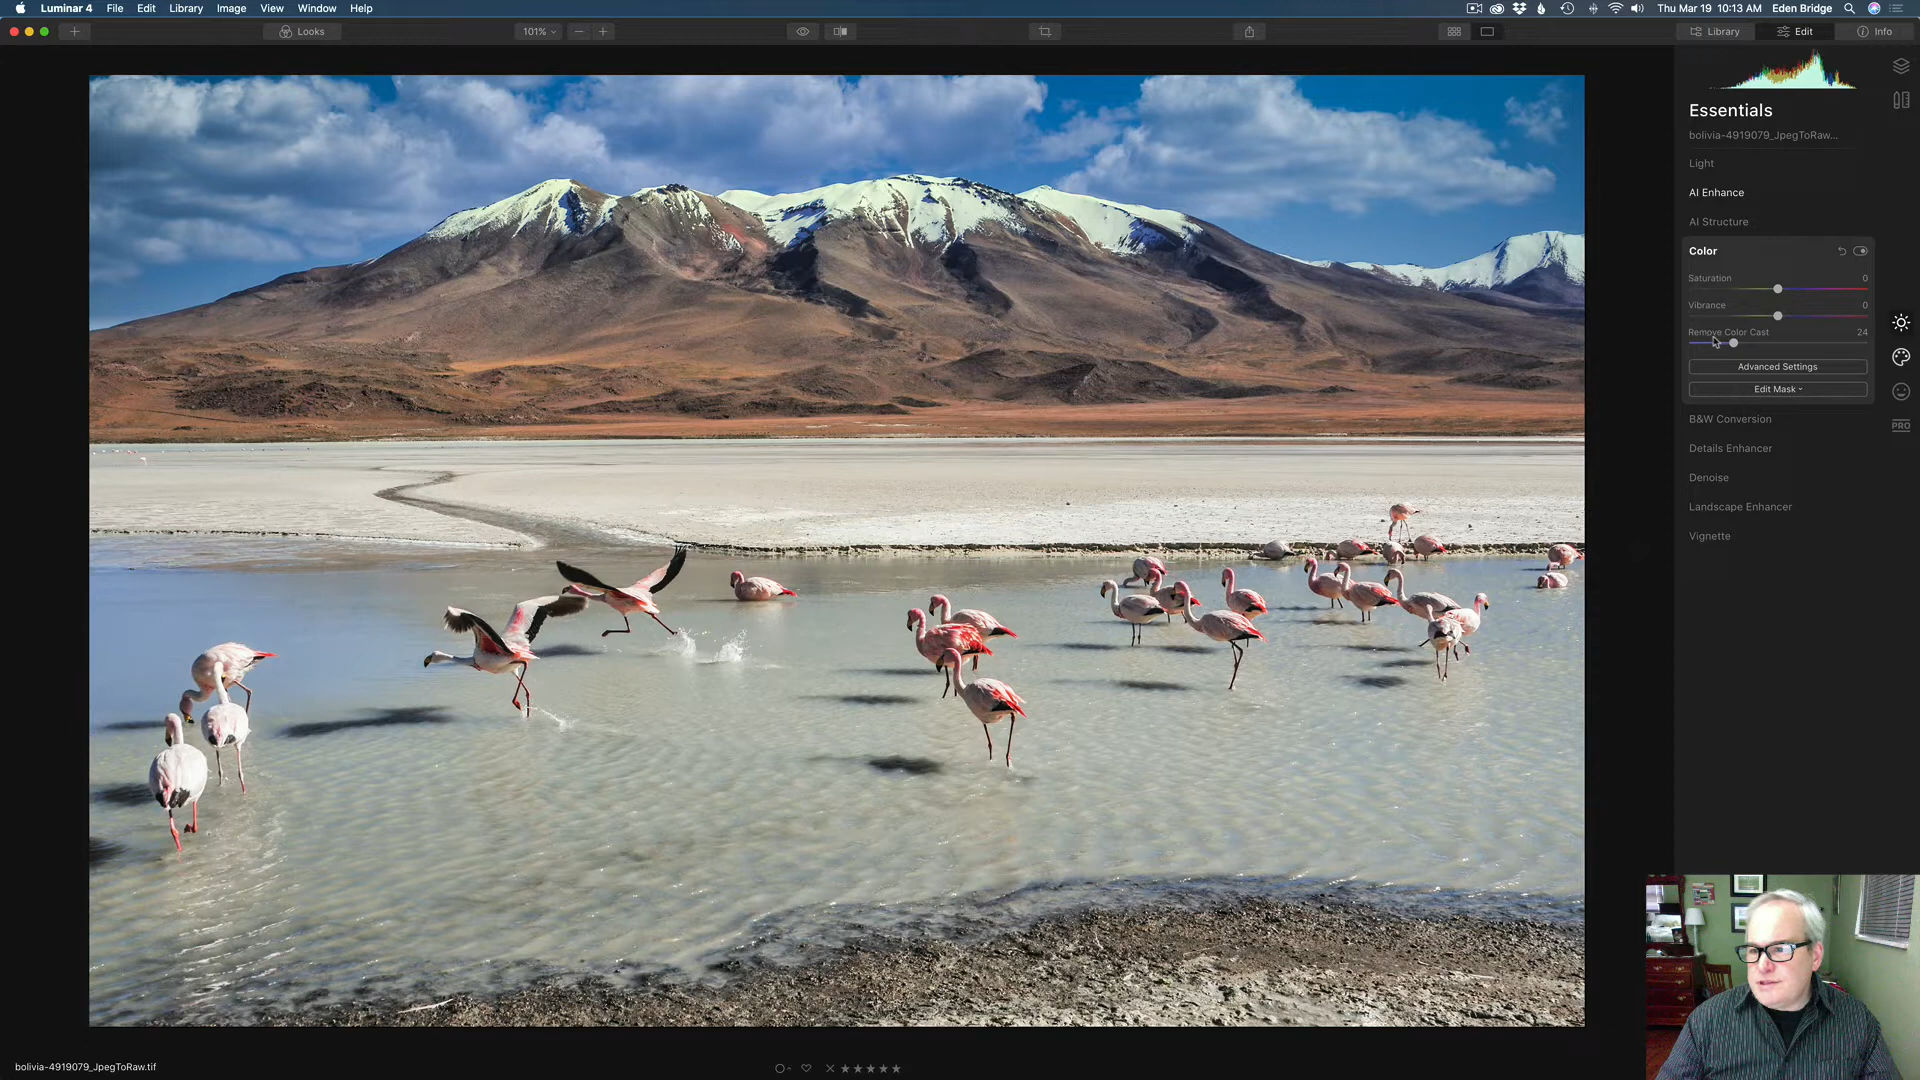 Luminar 4 File Edit Library Image View Window Help Thu Mar 19 10:13 AM Eden Bridge
Looks 101% Library Edit Info
Essentials
bolivia-4919079_JpegToRaw...
Light
AI Enhance
AI Structure
Color
Saturation 0
Vibrance 0
Remove Color Cast 24
Advanced Settings
Edit Mask
B&W Conversion
PRO
Details Enhancer
Denoise
Landscape Enhancer
Vignette
bolivia-4919079_JpegToRaw.tif